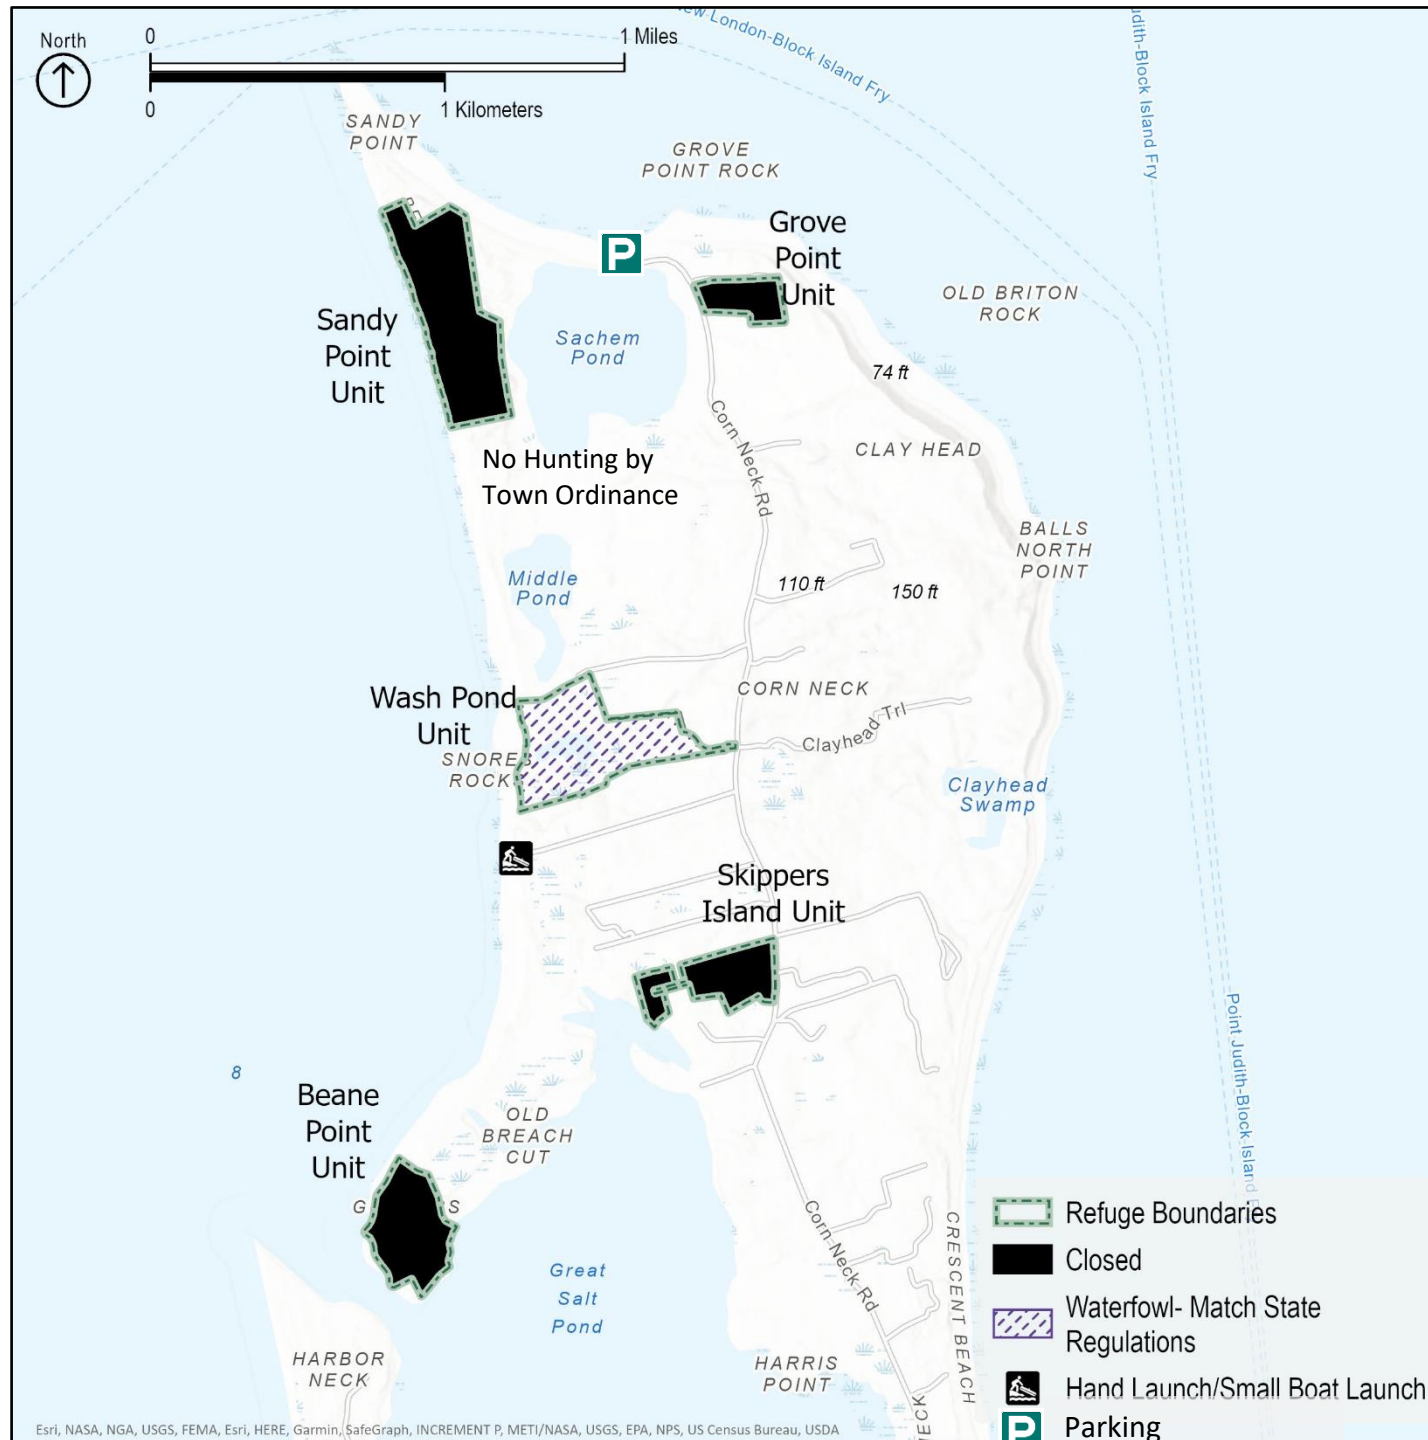 North
0
1 Miles
0
1 Kilometers
New London-Block Island Fry
udith-Block Island Fry
SANDY
POINT
GROVE
POINT ROCK
P
Grove
Point
Unit
OLD BRITON
ROCK
Sandy
Point
Unit
Sachem
Pond
74 ft
Corn Neck Rd
CLAY HEAD
No Hunting by
Town Ordinance
BALLS
NORTH
POINT
Middle
Pond
110 ft
150 ft
Wash Pond
Unit
CORN NECK
Clayhead Trl
SNORE
ROCK
Clayhead
Swamp
Skippers
Island Unit
8
Point Judith-Block Island
Beane
Point
Unit
OLD
BREACH
CUT
G S
Corn Neck Rd
CRESCENT BEACH
Great
Salt
Pond
HARBOR
NECK
HARRIS
POINT
NECK
Refuge Boundaries
Closed
Waterfowl- Match State
Regulations
Hand Launch/Small Boat Launch
P Parking
Esri, NASA, NGA, USGS, FEMA, Esri, HERE, Garmin, SafeGraph, INCREMENT P, METI/NASA, USGS, EPA, NPS, US Census Bureau, USDA